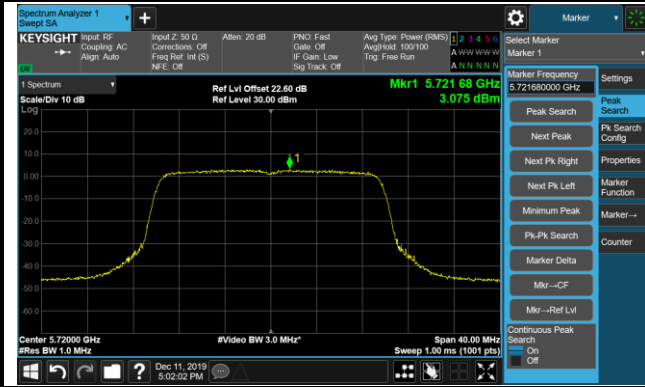 Spectrum Analyzer 1
Swept SA
Marker
KEYSIGHT
Input: RF
Coupling: AC
Align: Auto
Input Z: 50 Ω
Corrections: Off
Freq Ref: Int (S)
NFE: Off
Atten: 20 dB
PNO: Fast
Gate: Off
IF Gain: Low
Sig Track: Off
Avg Type: Power (RMS)
Avg|Hold: 100/100
Trig: Free Run
1 2 3 4 5 6
A W W W W W
A N N N N N
Select Marker
Marker 1
LXI
1 Spectrum
Scale/Div 10 dB
Log
Ref Lvl Offset 22.60 dB
Ref Level 30.00 dBm
Mkr1 5.721 68 GHz
3.075 dBm
20.0
10.0
0.00
-10.0
-20.0
-30.0
-40.0
-50.0
-60.0
1
Center 5.72000 GHz
#Res BW 1.0 MHz
#Video BW 3.0 MHz*
Span 40.00 MHz
Sweep 1.00 ms (1001 pts)
Marker Frequency
5.721680000 GHz
Peak Search
Next Peak
Next Pk Right
Next Pk Left
Minimum Peak
Pk-Pk Search
Marker Delta
Mkr→CF
Mkr→Ref Lvl
Continuous Peak
Search
On
Off
Settings
Peak
Search
Pk Search
Config
Properties
Marker
Function
Marker→
Counter
Dec 11, 2019
5:02:02 PM